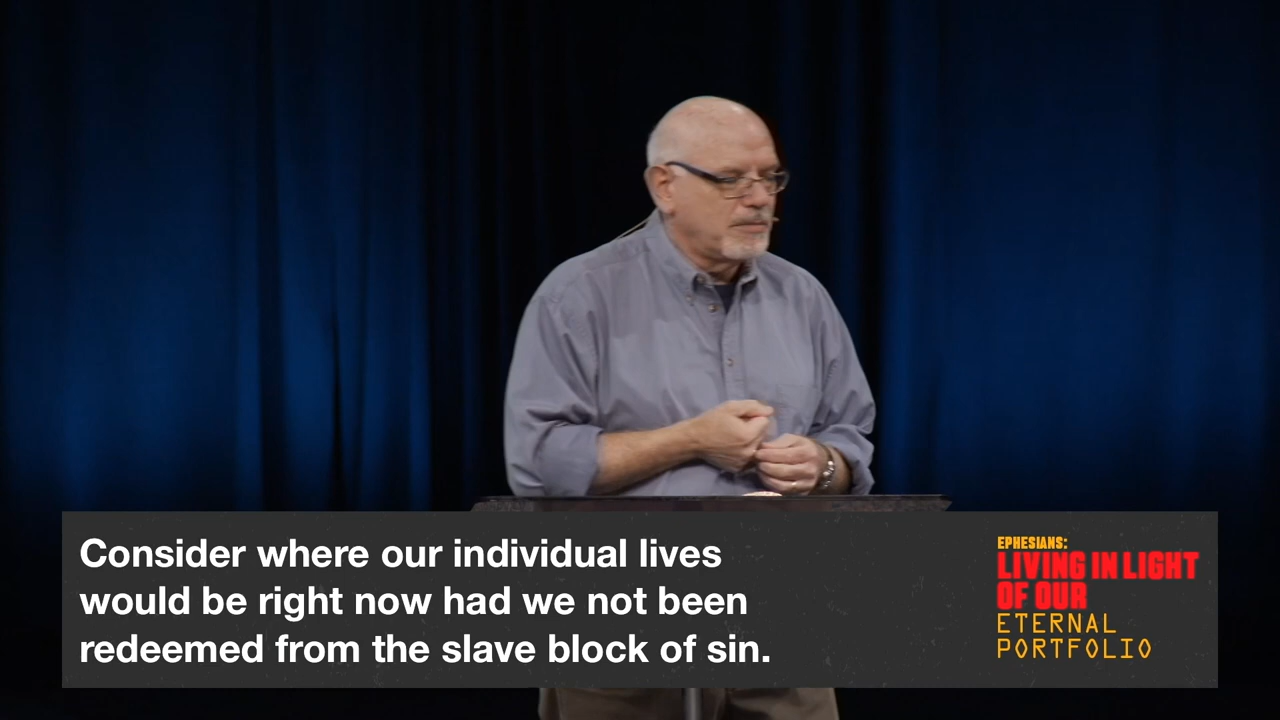 Consider where our individual lives
would be right now had we not been
redeemed from the slave block of sin.
EPHESIANS:
LIVING IN LIGHT
OF OUR
ETERNAL
PORTFOLIO